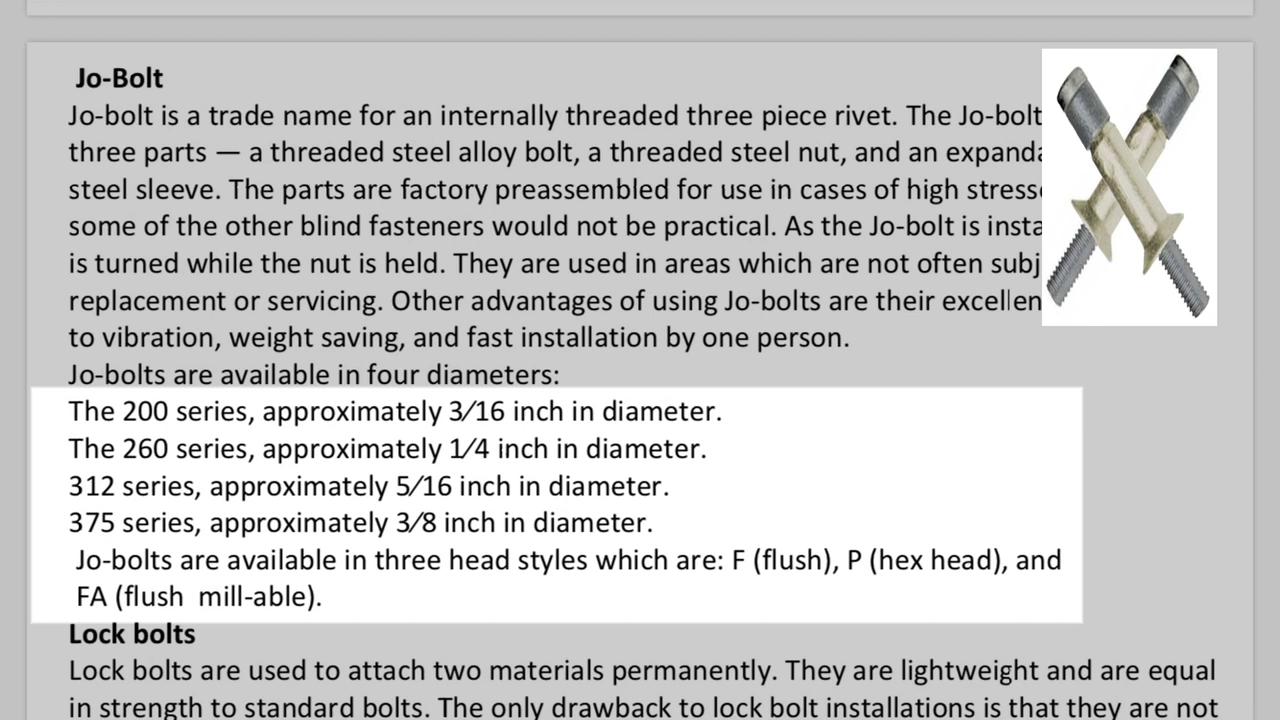 Jo-Bolt
Jo-bolt is a trade name for an internally threaded three piece rivet. The Jo-bolt
three parts — a threaded steel alloy bolt, a threaded steel nut, and an
steel sleeve. The parts are factory preassembled for use in cases of high
some of the other blind fasteners would not be practical. As the Jo-bolt is
is turned while the nut is held. They are used in areas which are not often
replacement or servicing. Other advantages of using Jo-bolts are their
to vibration, weight saving, and fast installation by one person.
Jo-bolts are available in four diameters:
The 200 series, approximately 3⁄16 inch in diameter.
The 260 series, approximately 1⁄4 inch in diameter.
312 series, approximately 5⁄16 inch in diameter.
375 series, approximately 3⁄8 inch in diameter.
Jo-bolts are available in three head styles which are: F (flush), P (hex head), and
FA (flush mill-able).
Lock bolts
Lock bolts are used to attach two materials permanently. They are lightweight and are equal
in strength to standard bolts. The only drawback to lock bolt installations is that they are not